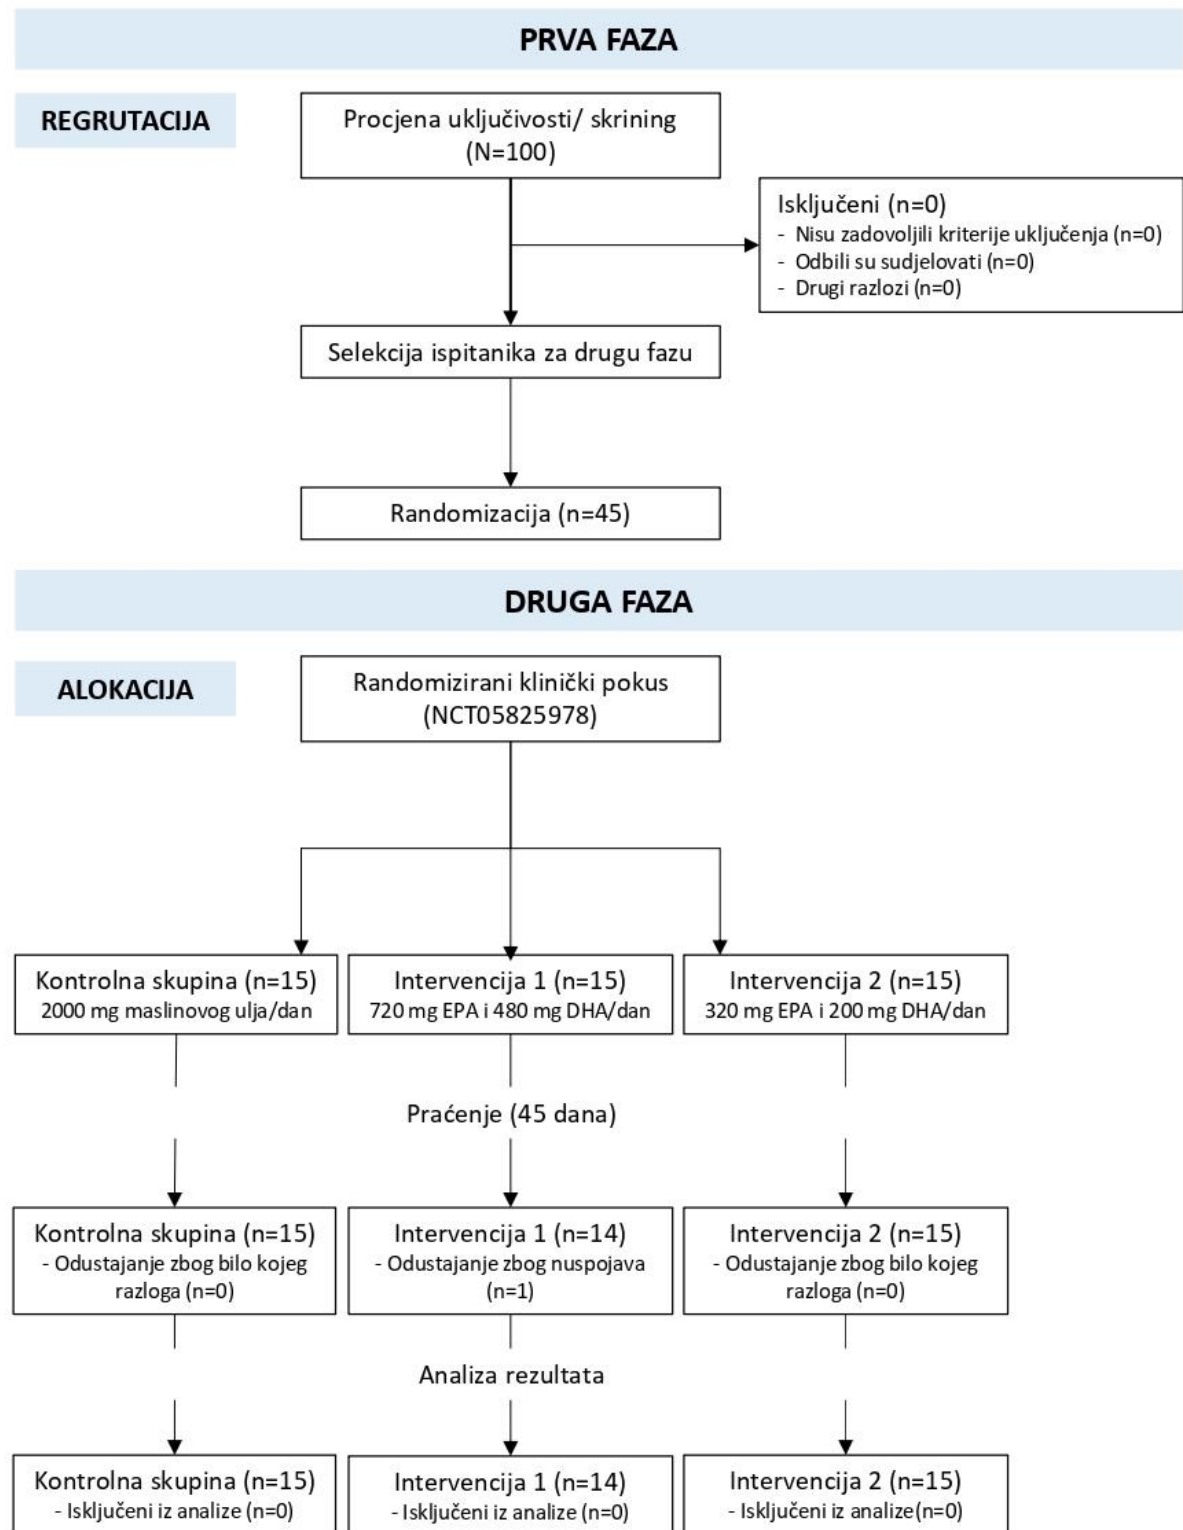 PRVA FAZA
REGRUTACIJA
Procjena uključivosti/ skrining
(N=100)
Isključeni (n=0)
- Nisu zadovoljili kriterije uključenja (n=0)
- Odbili su sudjelovati (n=0)
- Drugi razlozi (n=0)
Selekcija ispitanika za drugu fazu
Randomizacija (n=45)
DRUGA FAZA
ALOKACIJA
Randomizirani klinički pokus
(NCT05825978)
Kontrolna skupina (n=15)
2000 mg maslinovog ulja/dan
Intervencija 1 (n=15)
720 mg EPA i 480 mg DHA/dan
Intervencija 2 (n=15)
320 mg EPA i 200 mg DHA/dan
Praćenje (45 dana)
Kontrolna skupina (n=15)
- Odustajanje zbog bilo kojeg
razloga (n=0)
Intervencija 1 (n=14)
- Odustajanje zbog nuspojava
(n=1)
Intervencija 2 (n=15)
- Odustajanje zbog bilo kojeg
razloga (n=0)
Analiza rezultata
Kontrolna skupina (n=15)
- Isključeni iz analize (n=0)
Intervencija 1 (n=14)
- Isključeni iz analize (n=0)
Intervencija 2 (n=15)
- Isključeni iz analize(n=0)